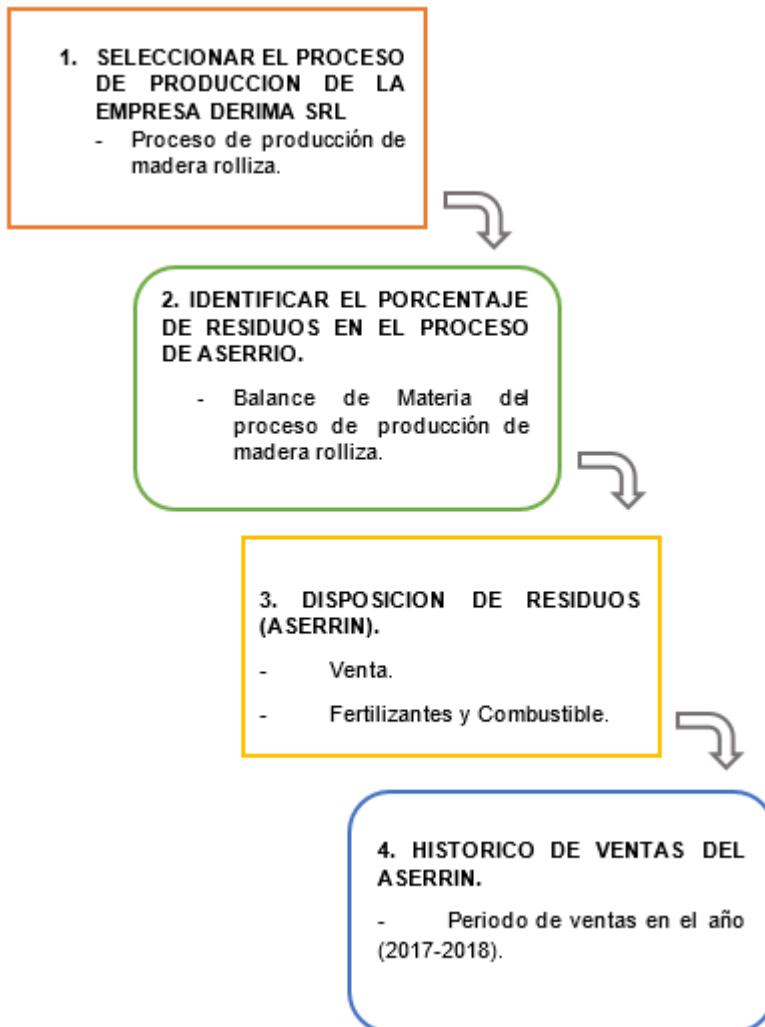 1. SELECCIONAR EL PROCESO
DE PRODUCCION DE LA
EMPRESA DERIMA SRL
- Proceso de producción de
madera rolliza.
2. IDENTIFICAR EL PORCENTAJE
DE RESIDUOS EN EL PROCESO
DE ASERRIO.
- Balance de Materia del
proceso de producción de
madera rolliza.
3. DISPOSICION DE RESIDUOS
(ASERRIN).
- Venta.
- Fertilizantes y Combustible.
4. HISTORICO DE VENTAS DEL
ASERRIN.
- Periodo de ventas en el año
(2017-2018).